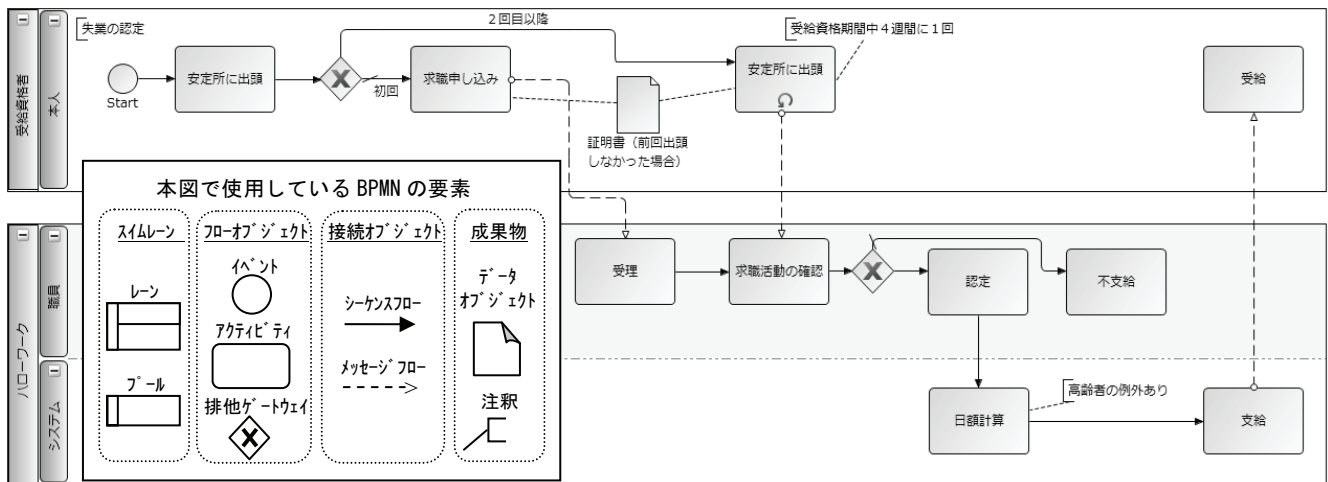 失業の認定
２回目以降
受給資格期間中４週間に１回
受給資格者
本人
Start
安定所に出頭
初回
求職申し込み
安定所に出頭
受給
証明書（前回出頭
しなかった場合）
本図で使用している BPMN の要素
スイムレーン
フローオブジェクト
接続オブジェクト
成果物
レーン
プール
イベント
アクティビティ
排他ゲートウェイ
シーケンスフロー
メッセージフロー
データ
オブジェクト
注釈
ハローワーク
職員
システム
受理
求職活動の確認
認定
不支給
日額計算
高齢者の例外あり
支給